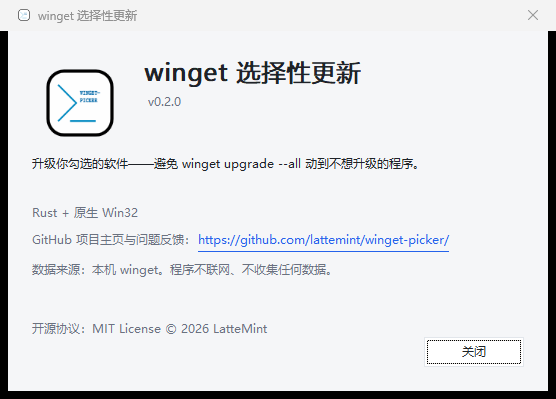 winget 选择性更新
WINGET-
PICKER
winget 选择性更新
v0.2.0
升级你勾选的软件——避免 winget upgrade --all 动到不想升级的程序。
Rust + 原生 Win32
GitHub 项目主页与问题反馈：https://github.com/lattemint/winget-picker/
数据来源：本机 winget。程序不联网、不收集任何数据。
开源协议：MIT License © 2026 LatteMint
关闭